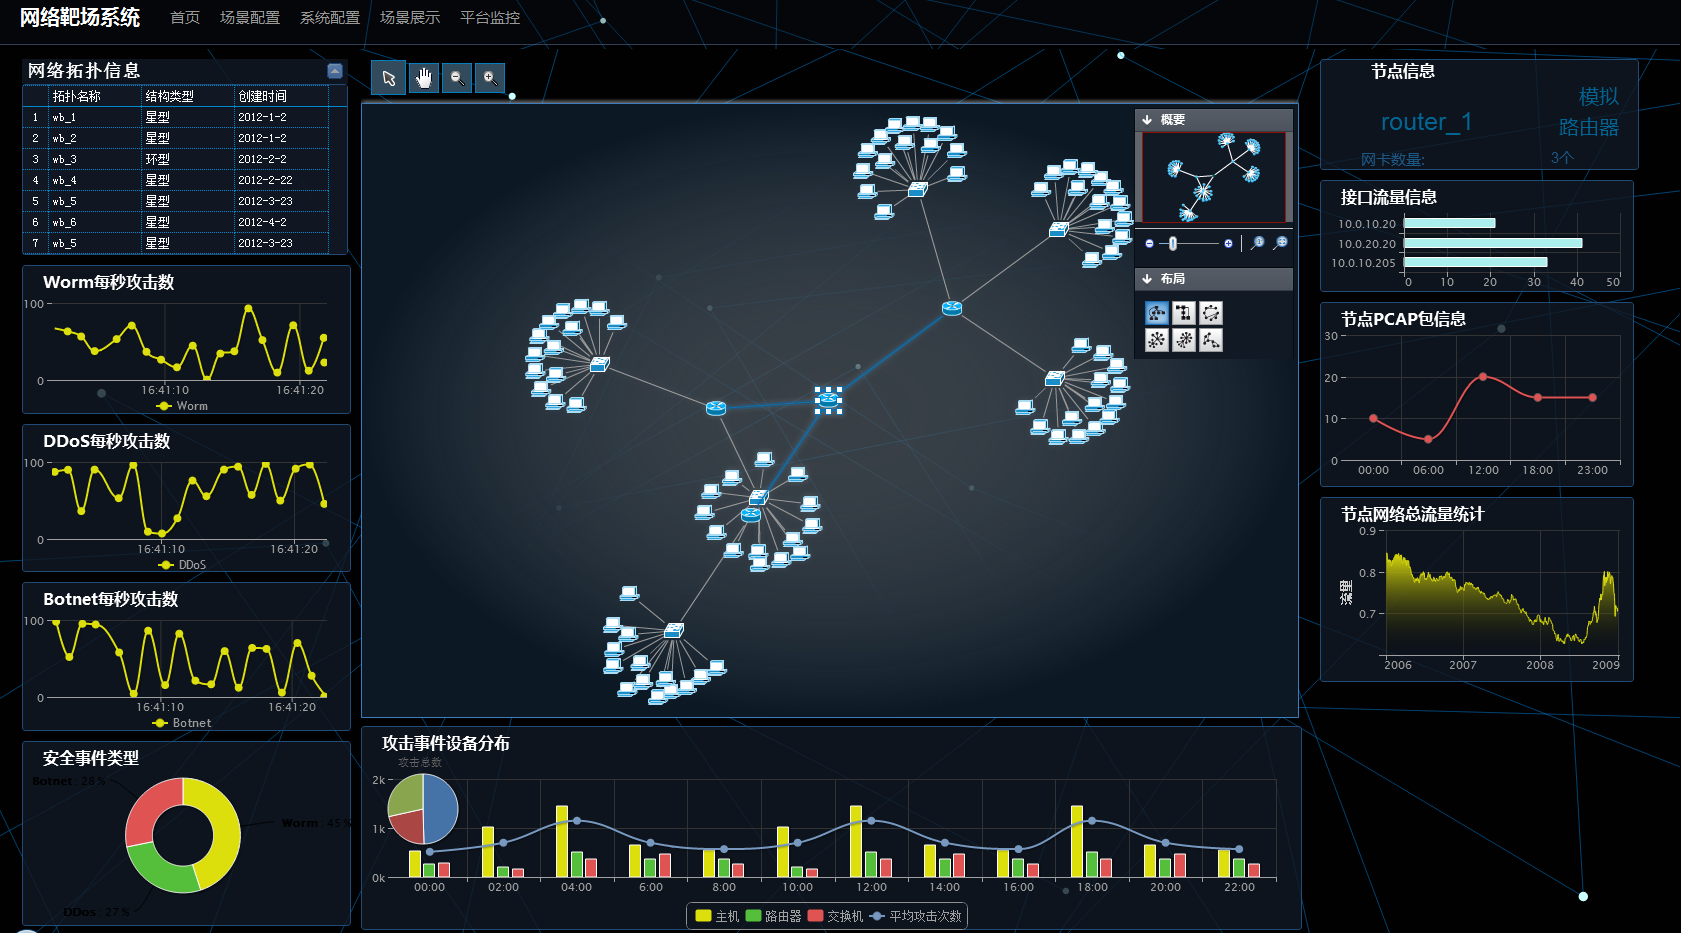 网络靶场系统 首页 场景配置 系统配置 场景展示 平台监控
网络拓扑信息
拓扑名称 结构类型 创建时间
1 wb_1 星型 2012-1-2
2 wb_2 星型 2012-1-2
3 wb_3 环型 2012-2-2
4 wb_4 星型 2012-2-22
5 wb_5 星型 2012-3-23
6 wb_6 星型 2012-4-2
7 wb_5 星型 2012-3-23
Worm每秒攻击数
100
0
16:41:10 16:41:20
Worm
DDoS每秒攻击数
100
0
16:41:10 16:41:20
DDoS
Botnet每秒攻击数
100
0
16:41:10 16:41:20
Botnet
安全事件类型
Botnet 28%
Worm 45%
DDos 27%
概要
布局
攻击事件设备分布
攻击总数
2k
1k
0k
00:00 02:00 04:00 6:00 8:00 10:00 12:00 14:00 16:00 18:00 20:00 22:00
主机 路由器 交换机 平均攻击次数
节点信息
模拟
router_1 路由器
网卡数量: 3个
接口流量信息
10.0.10.20
10.0.20.20
10.0.10.205
0 10 20 30 40 50
节点PCAP包信息
30
20
10
0
00:00 06:00 12:00 18:00 23:00
节点网络总流量统计
0.9
0.8
0.7
流量
2006 2007 2008 2009